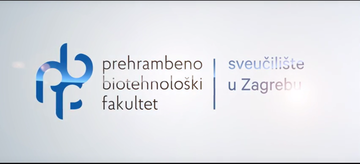 prehrambeno
biotehnološki
fakultet
sveučilište
u Zagrebu